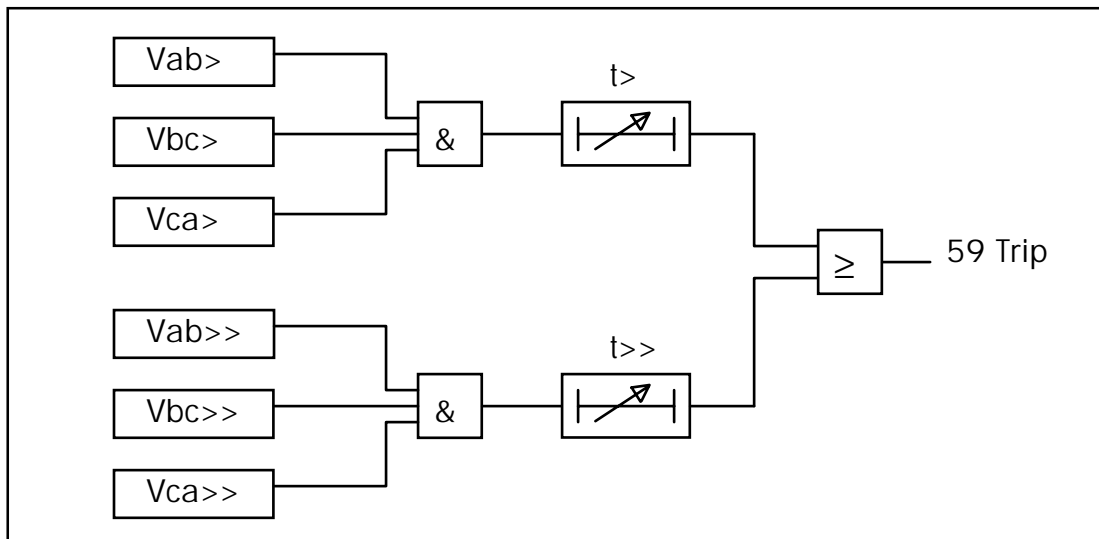 Vab>
Vbc>
Vca>
&
t>
Vab>>
Vbc>>
Vca>>
&
t>>
≥
59 Trip